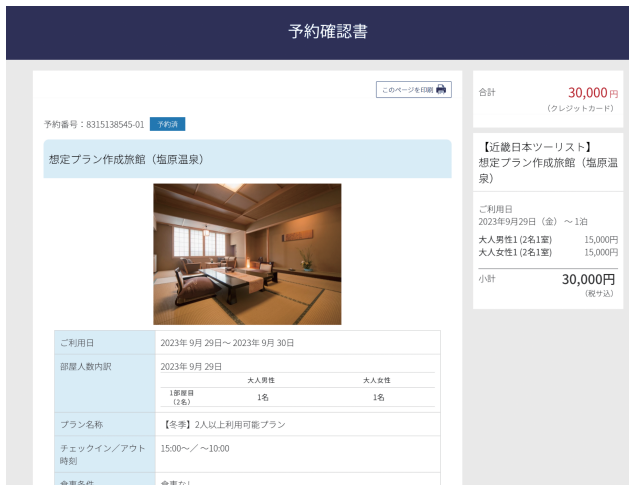 予約確認書
このページを印刷
予約番号：8315138545-01 予約済
想定プラン作成旅館（塩原温泉）
ご利用日 2023年 9月 29日～ 2023年 9月 30日
部屋人数内訳 2023年 9月 29日
大人男性 大人女性
1部屋目
（2名） 1名 1名
プラン名称 【冬季】2人以上利用可能プラン
チェックイン／アウト
時刻 15:00～／ ～10:00
食事条件 食事なし
合計 30,000 円
（クレジットカード）
【近畿日本ツーリスト】
想定プラン作成旅館（塩原温
泉）
ご利用日
2023年9月29日（金） ～ 1泊
大人男性1 (2名1室) 15,000円
大人女性1 (2名1室) 15,000円
小計 30,000円
（税サ込）